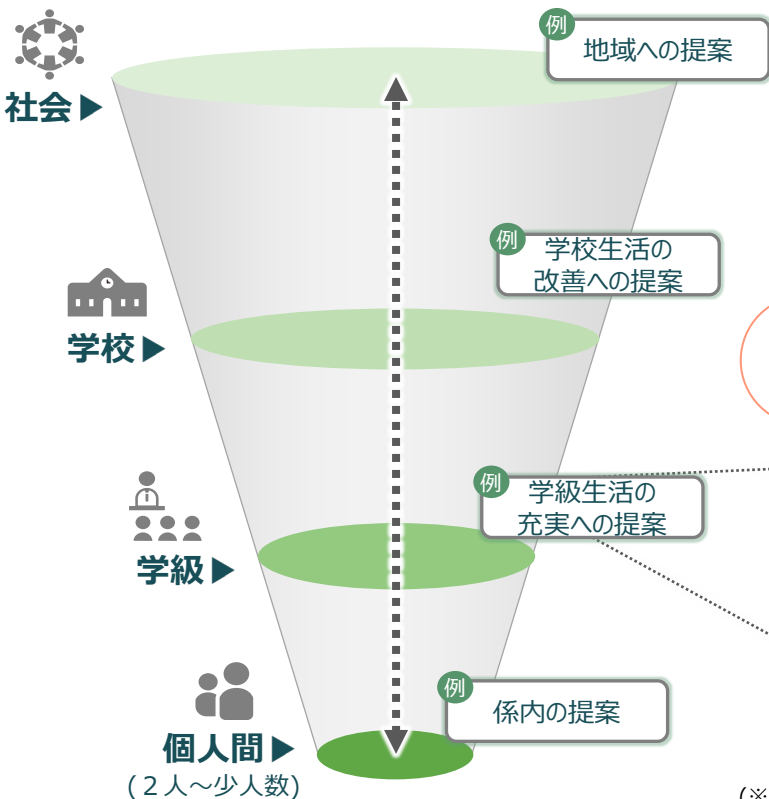 例
地域への提案
社会▶
例
学校生活の
改善への提案
学校▶
例
学級生活の
充実への提案
学級▶
例
係内の提案
個人間▶
(２人～少人数)
(※